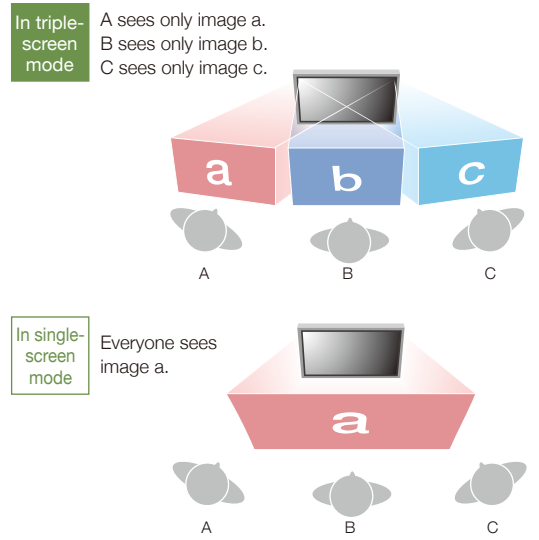 In triple-
screen
mode
A sees only image a.
B sees only image b.
C sees only image c.
a
b
c
A
B
C
In single-
screen
mode
Everyone sees
image a.
a
A
B
C